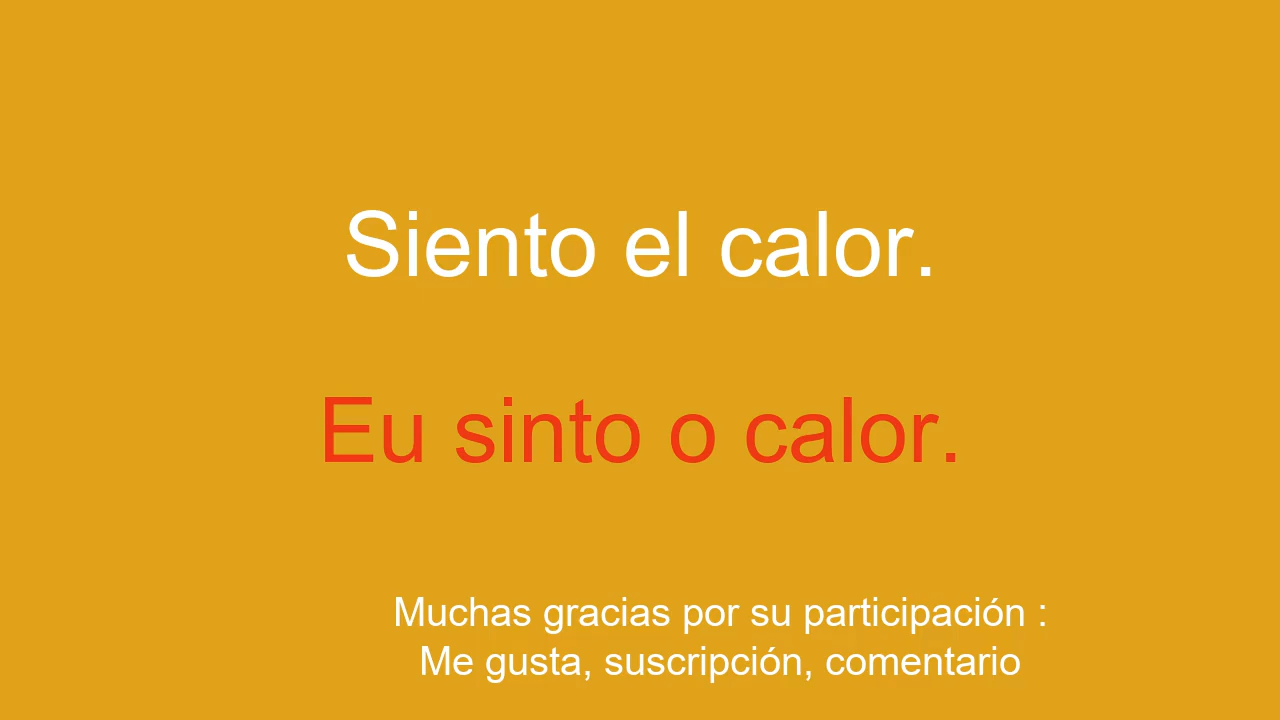 Siento el calor.
Eu sinto o calor.
Muchas gracias por su participación :
Me gusta, suscripción, comentario